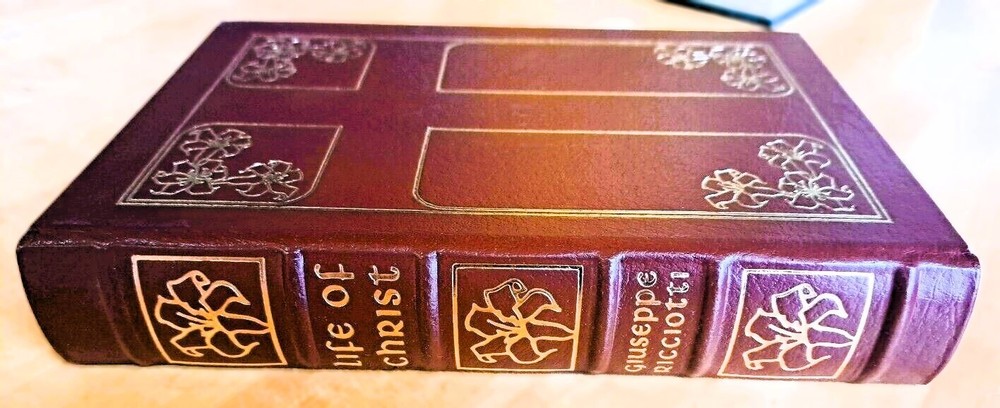 Life of
Christ
Giuseppe
Ricciotti